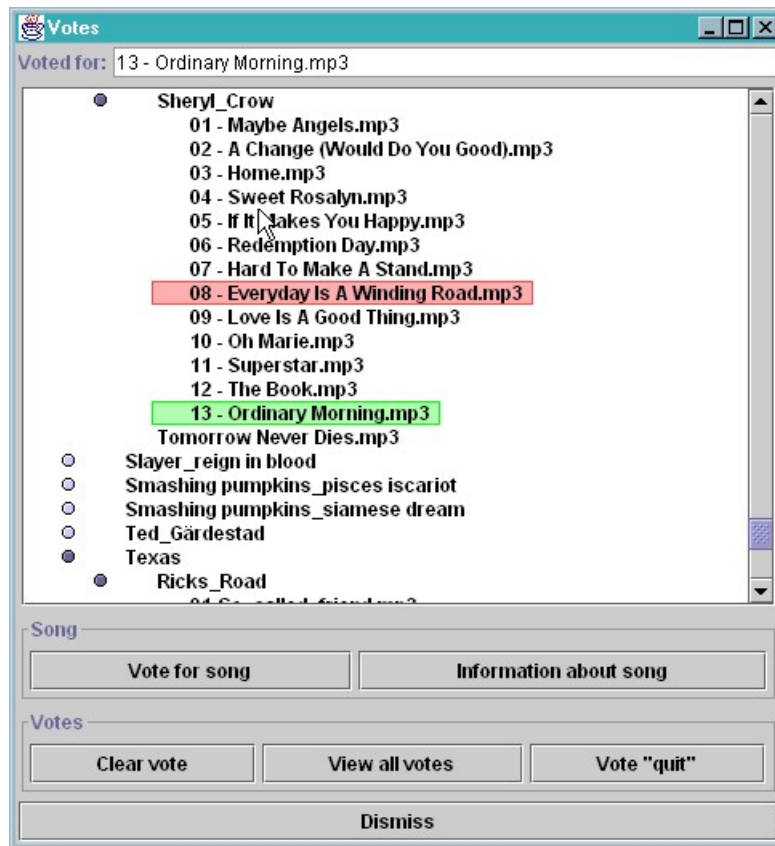 Votes
Voted for: 13 - Ordinary Morning.mp3
Sheryl_Crow
01 - Maybe Angels.mp3
02 - A Change (Would Do You Good).mp3
03 - Home.mp3
04 - Sweet Rosalyn.mp3
05 - If It Makes You Happy.mp3
06 - Redemption Day.mp3
07 - Hard To Make A Stand.mp3
08 - Everyday Is A Winding Road.mp3
09 - Love Is A Good Thing.mp3
10 - Oh Marie.mp3
11 - Superstar.mp3
12 - The Book.mp3
13 - Ordinary Morning.mp3
Tomorrow Never Dies.mp3
Slayer_reign in blood
Smashing pumpkins_pisces iscariot
Smashing pumpkins_siamese dream
Ted_Gärdestad
Texas
Ricks_Road
Song
Vote for song Information about song
Votes
Clear vote View all votes Vote "quit"
Dismiss